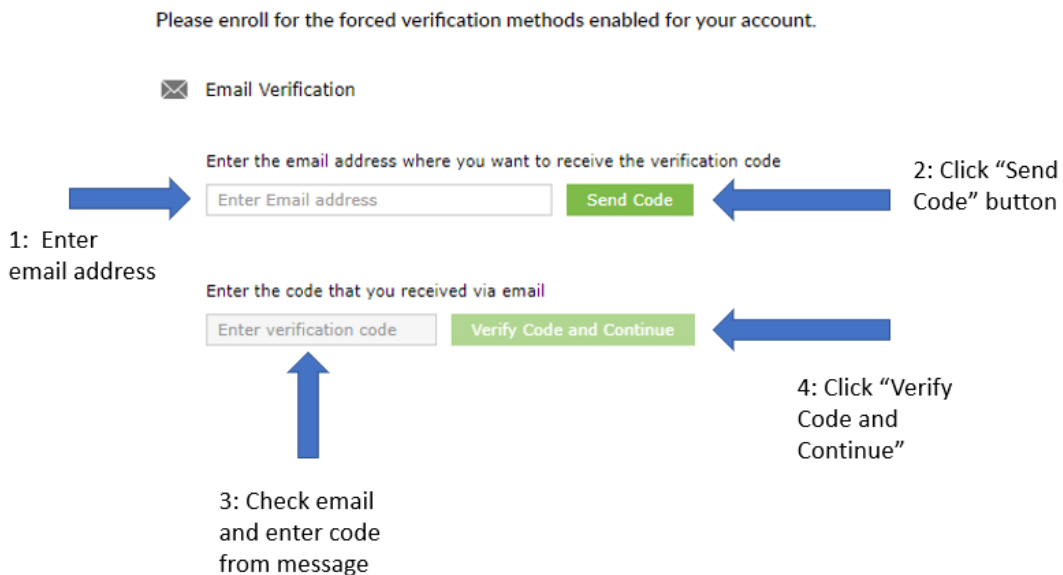 Please enroll for the forced verification methods enabled for your account.
Email Verification
Enter the email address where you want to receive the verification code
Enter Email address
Send Code
2: Click “Send
Code” button
1:  Enter
email address
Enter the code that you received via email
Enter verification code
Verify Code and Continue
4: Click “Verify
Code and
Continue”
3: Check email
and enter code
from message